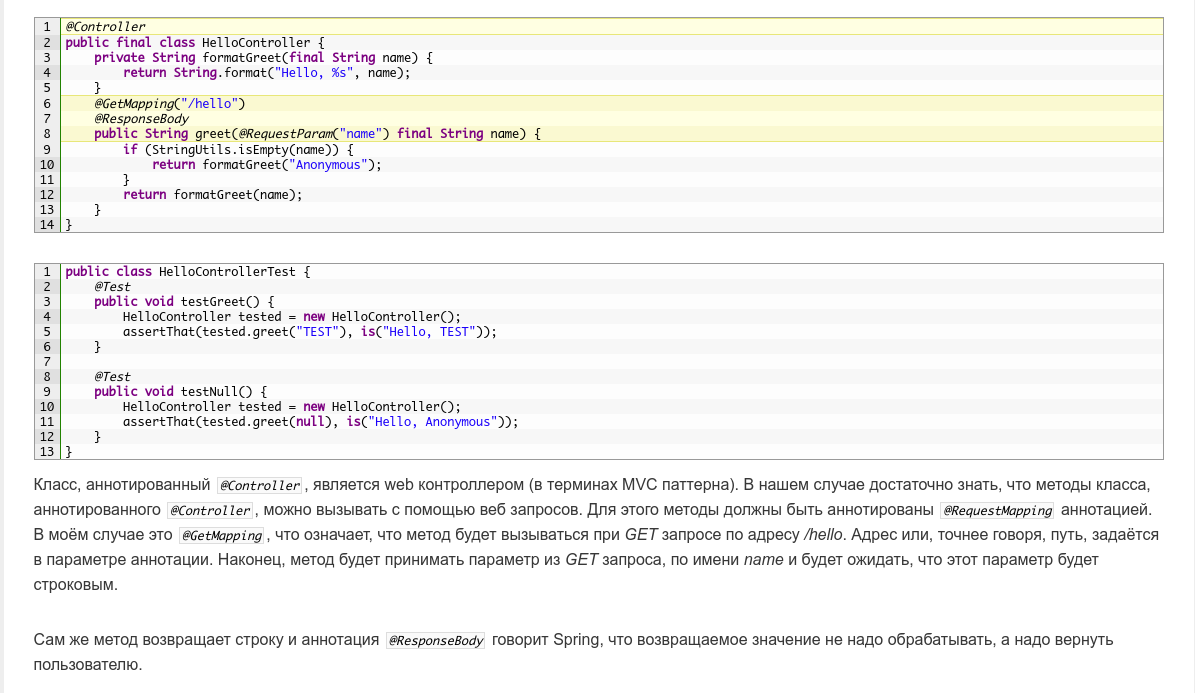 1 @Controller
2 public final class HelloController {
3     private String formatGreet(final String name) {
4         return String.format("Hello, %s", name);
5     }
6     @GetMapping("/hello")
7     @ResponseBody
8     public String greet(@RequestParam("name") final String name) {
9         if (StringUtils.isEmpty(name)) {
10             return formatGreet("Anonymous");
11         }
12         return formatGreet(name);
13     }
14 }
1 public class HelloControllerTest {
2     @Test
3     public void testGreet() {
4         HelloController tested = new HelloController();
5         assertThat(tested.greet("TEST"), is("Hello, TEST"));
6     }
7
8     @Test
9     public void testNull() {
10         HelloController tested = new HelloController();
11         assertThat(tested.greet(null), is("Hello, Anonymous"));
12     }
13 }
Класс, аннотированный @Controller, является web контроллером (в терминах MVC паттерна). В нашем случае достаточно знать, что методы класса,
аннотированного @Controller, можно вызывать с помощью веб запросов. Для этого методы должны быть аннотированы @RequestMapping аннотацией.
В моём случае это @GetMapping, что означает, что метод будет вызываться при GET запросе по адресу /hello. Адрес или, точнее говоря, путь, задаётся
в параметре аннотации. Наконец, метод будет принимать параметр из GET запроса, по имени name и будет ожидать, что этот параметр будет
строковым.
Сам же метод возвращает строку и аннотация @ResponseBody говорит Spring, что возвращаемое значение не надо обрабатывать, а надо вернуть
пользователю.